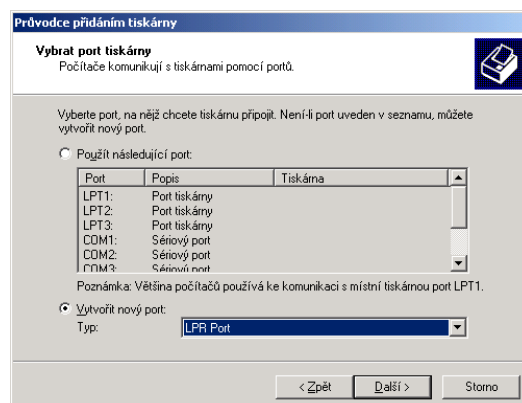 Průvodce přidáním tiskárny
Vybrat port tiskárny
Počítače komunikují s tiskárnami pomocí portů.
Vyberte port, na nějž chcete tiskárnu připojit. Není-li port uveden v seznamu, můžete
vytvořit nový port.
Použít následující port:
Port Popis Tiskárna
LPT1: Port tiskárny
LPT2: Port tiskárny
LPT3: Port tiskárny
COM1: Sériový port
COM2: Sériový port
COM3: Sériový port
Poznámka: Většina počítačů používá ke komunikaci s místní tiskárnou port LPT1.
Vytvořit nový port:
Typ: LPR Port
< Zpět Další > Storno